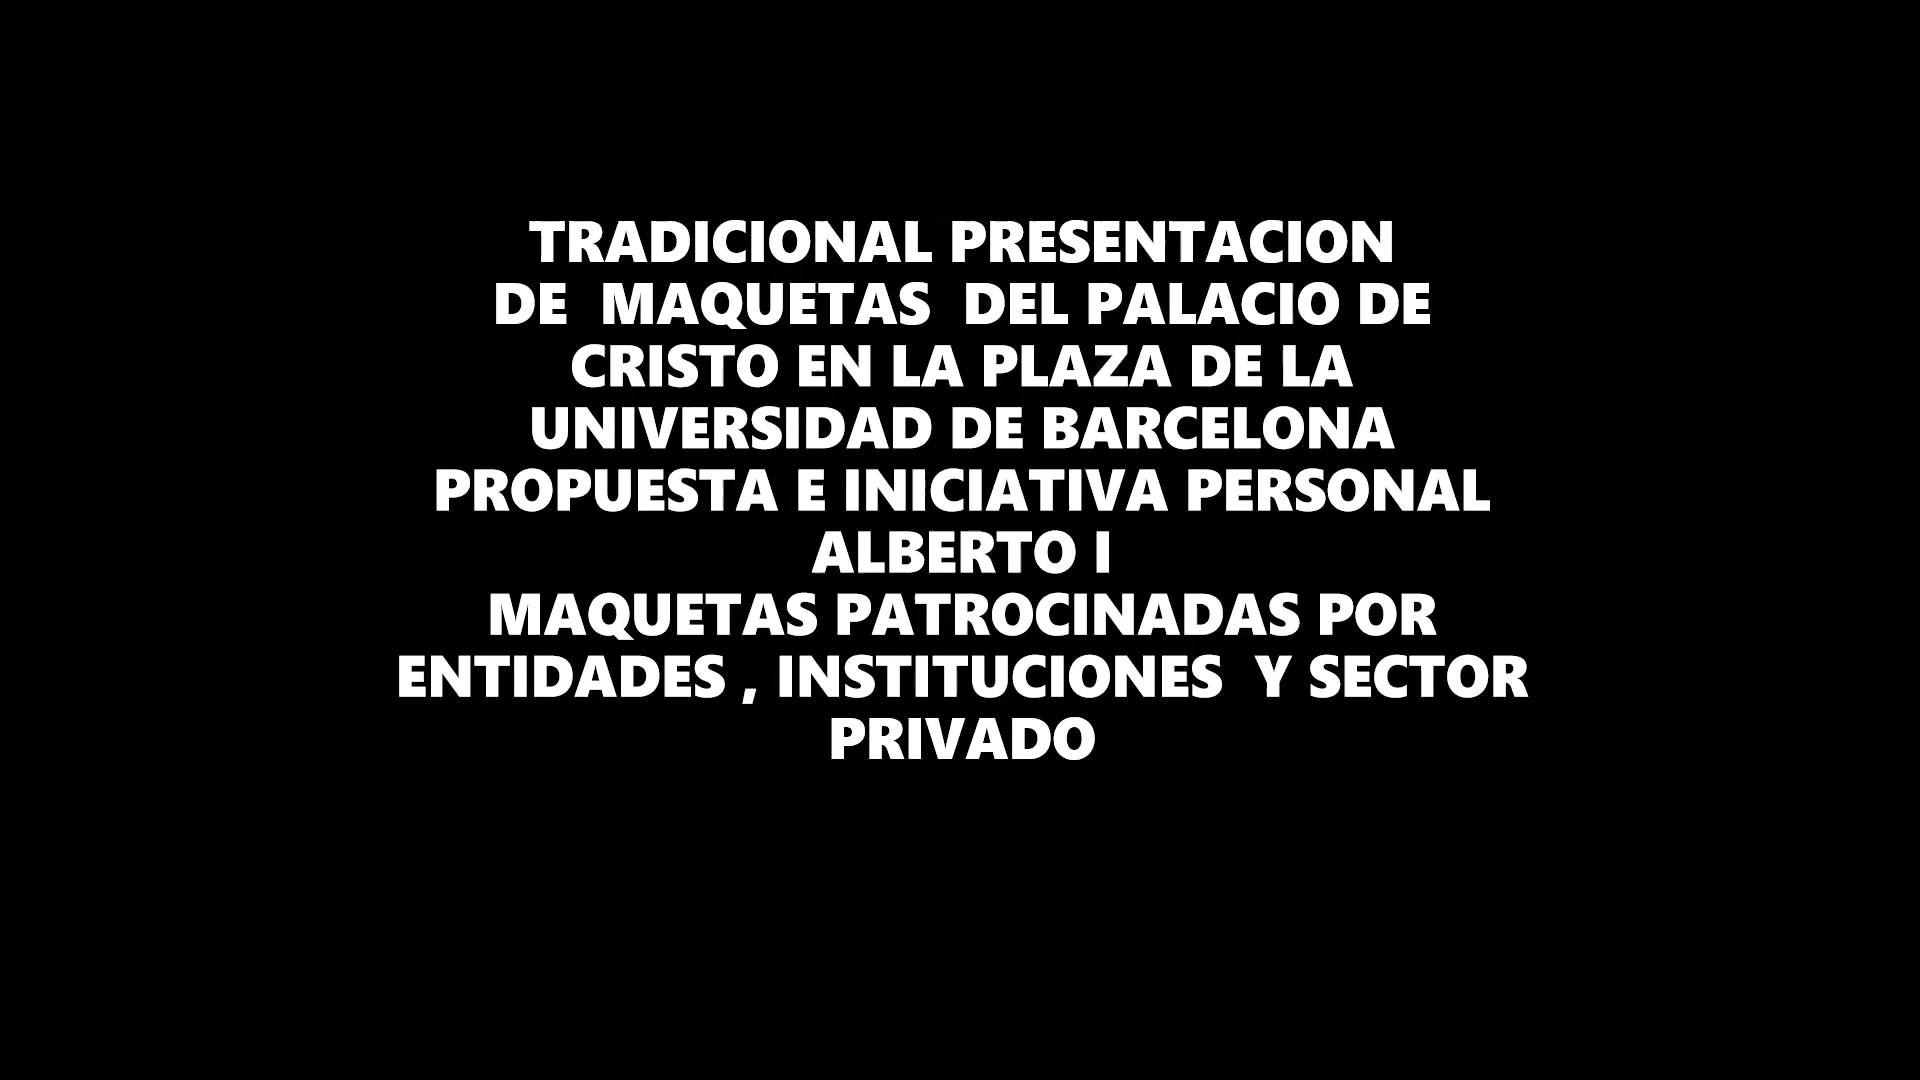 TRADICIONAL PRESENTACION
DE  MAQUETAS  DEL PALACIO DE
CRISTO EN LA PLAZA DE LA
UNIVERSIDAD DE BARCELONA
PROPUESTA E INICIATIVA PERSONAL
ALBERTO I
MAQUETAS PATROCINADAS POR
ENTIDADES , INSTITUCIONES  Y SECTOR
PRIVADO